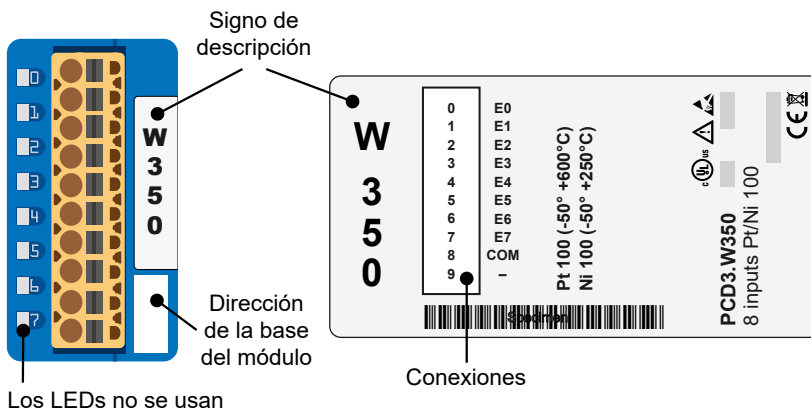 Signo de
descripción
0
1
2
3
4
5
6
7
W
3
5
0
Dirección
de la base
del módulo
Los LEDs no se usan
W
3
5
0
0 E0
1 E1
2 E2
3 E3
4 E4
5 E5
6 E6
7 E7
8 COM
9 –
Pt 100 (-50° +600°C)
Ni 100 (-50° +250°C)
Specimen
Conexiones
c UL us
CE
PCD3.W350
8 inputs Pt/Ni 100